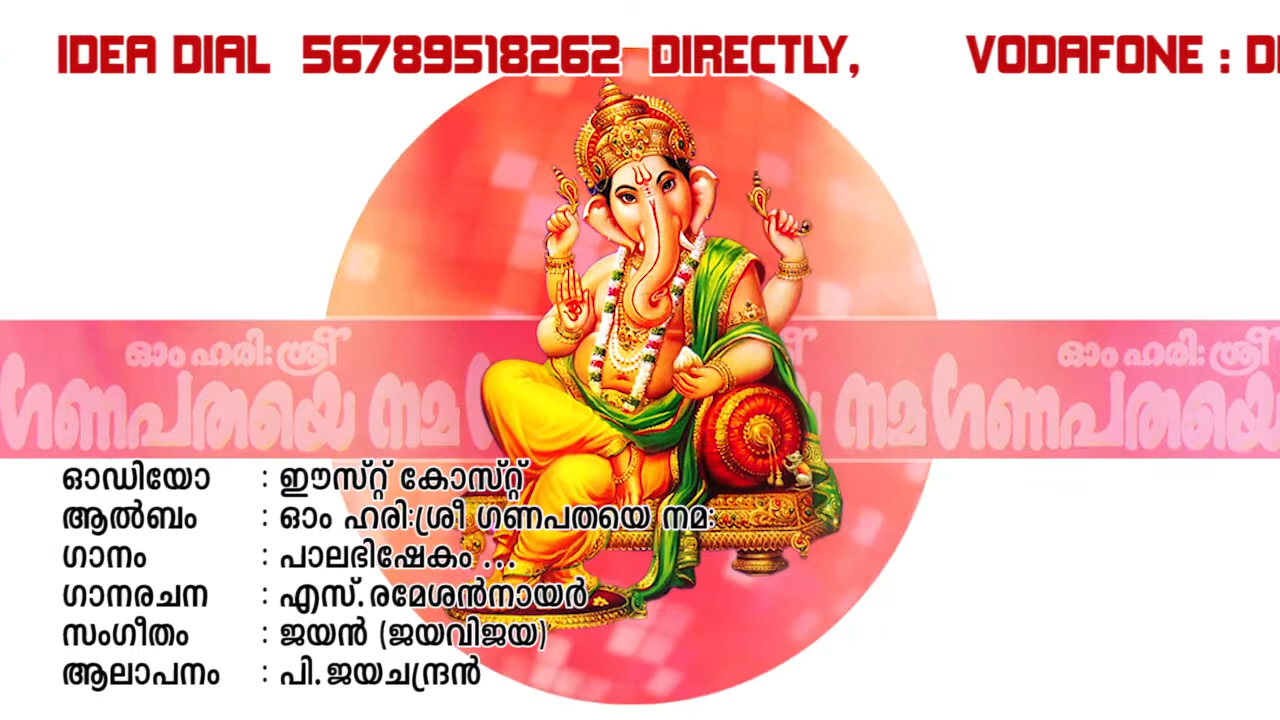 IDEA DIAL 56789518262 DIRECTLY, VODAFONE : DI
ഓം ഹരി:ശ്രീ ഓം ഹരി:ശ്രീ
ഗണപതയെ നമ നമ ഗണപതയെ
ഓഡിയോ : ഈസ്റ്റ് കോസ്റ്റ്
ആൽബം : ഓം ഹരി:ശ്രീ ഗണപതയെ നമ:
ഗാനം : പാലഭിഷേകം ...
ഗാനരചന : എസ്. രമേശൻനായർ
സംഗീതം : ജയൻ (ജയവിജയ)
ആലാപനം : പി. ജയചന്ദ്രൻ